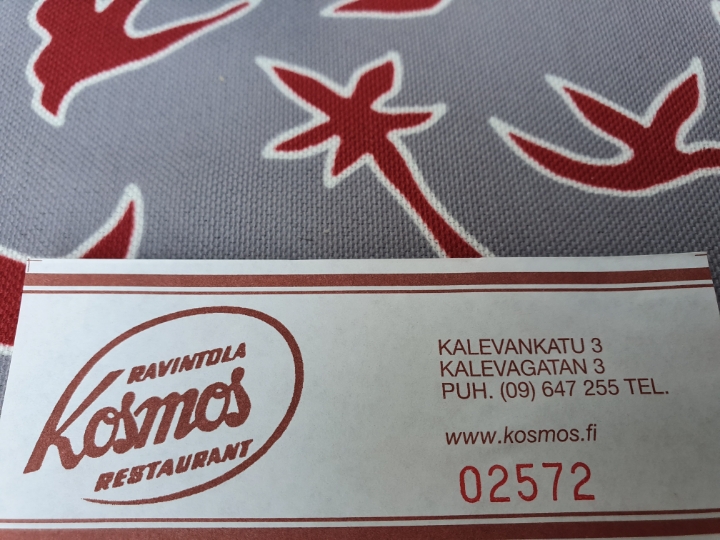 RAVINTOLA
Kosmos
RESTAURANT
KALEVANKATU 3
KALEVAGATAN 3
PUH. (09) 647 255 TEL.
www.kosmos.fi
02572